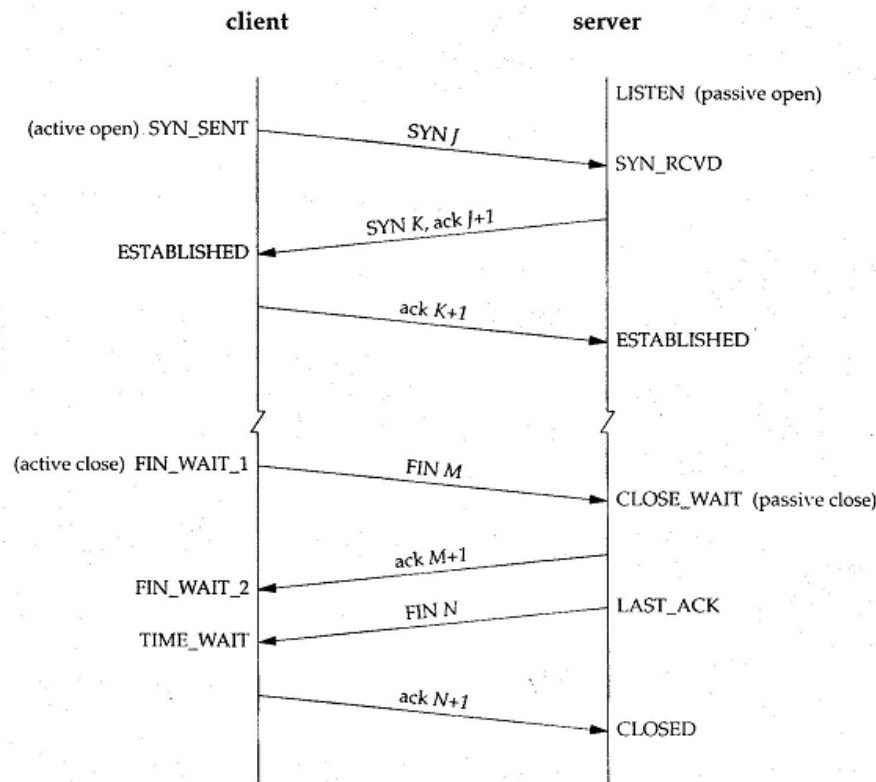 client server
LISTEN (passive open)
(active open) SYN_SENT
SYN J
SYN_RCVD
SYN K, ack J+1
ESTABLISHED
ack K+1
ESTABLISHED
(active close) FIN_WAIT_1
FIN M
CLOSE_WAIT (passive close)
ack M+1
FIN_WAIT_2
LAST_ACK
FIN N
TIME_WAIT
ack N+1
CLOSED